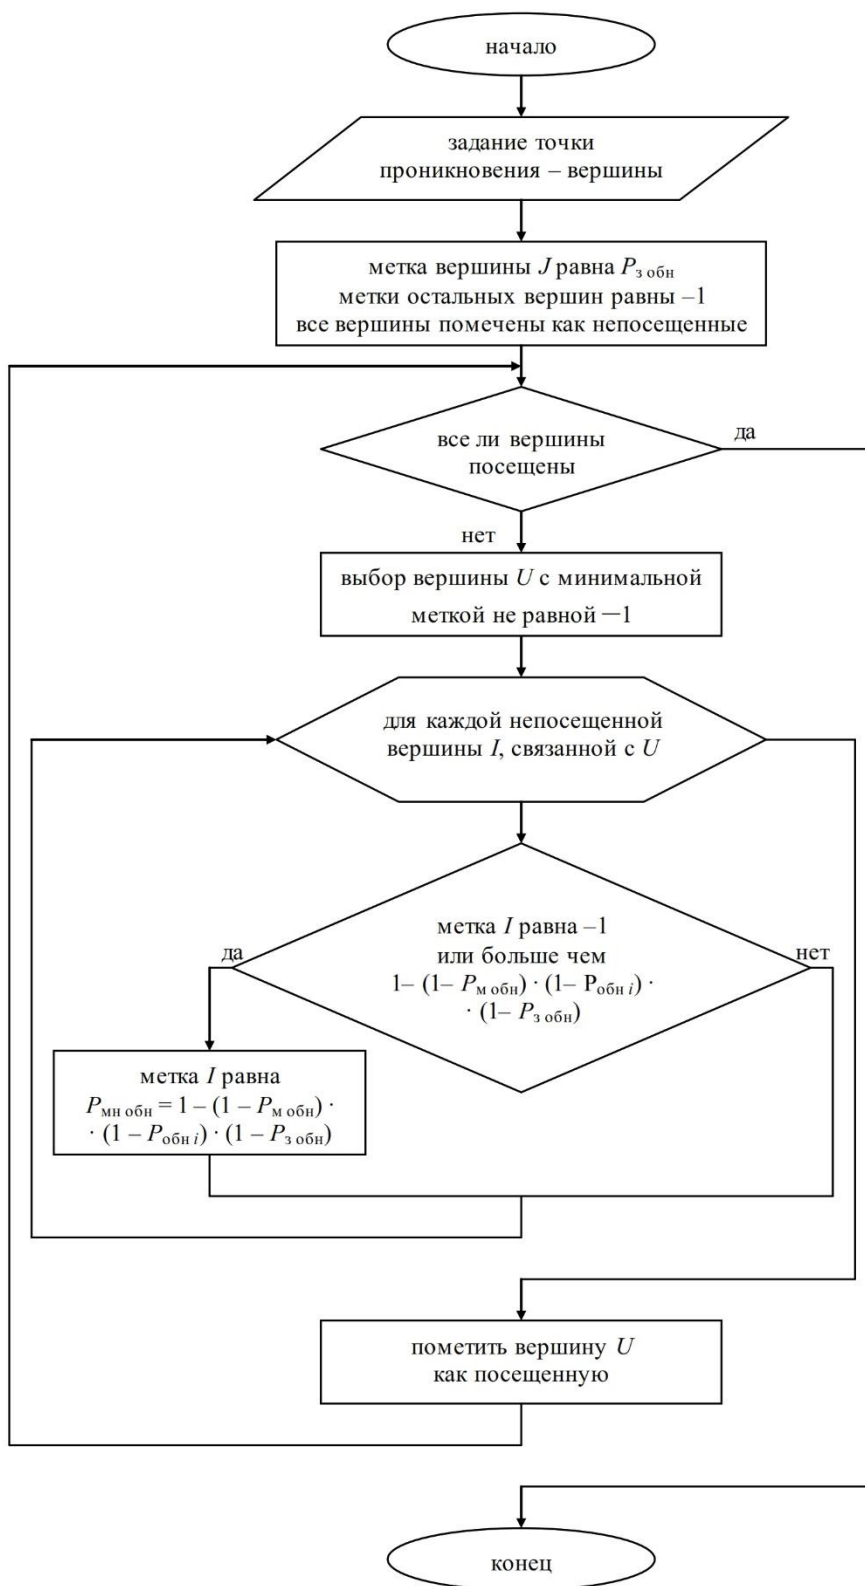 начало
задание точки
проникновения – вершины
метка вершины J равна Pз обн
метки остальных вершин равны –1
все вершины помечены как непосещенные
все ли вершины
посещены
да
нет
выбор вершины U с минимальной
меткой не равной —1
для каждой непосещенной
вершины I, связанной с U
метка I равна –1
или больше чем
1– (1– Pм обн) · (1– Pобн i) ·
· (1– Pз обн)
да
нет
метка I равна
Pмн обн = 1 – (1 – Pм обн) ·
· (1 – Pобн i) · (1 – Pз обн)
пометить вершину U
как посещенную
конец